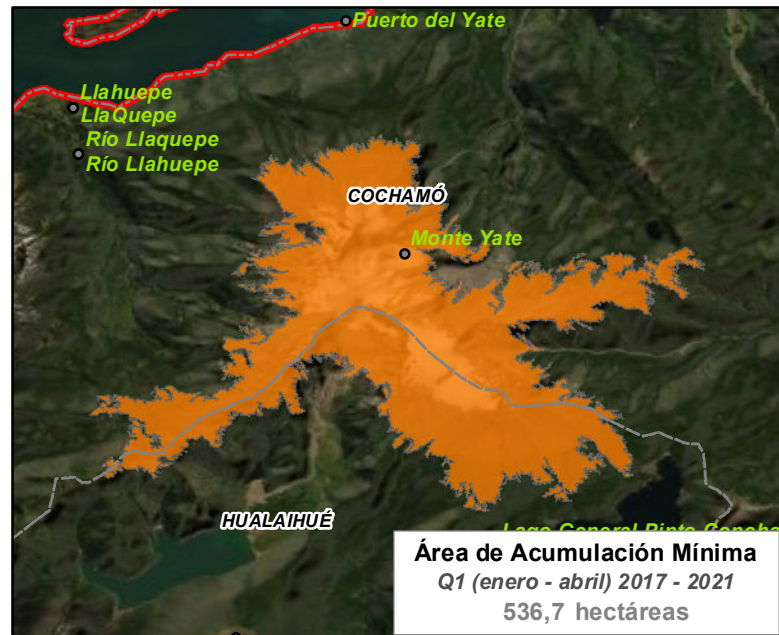 Puerto del Yate
Llahuepe
LlaQuepe
Río Llaquepe
Río Llahuepe
COCHAMÓ
Monte Yate
HUALAIHUÉ
Lago General Pinto Concha
Área de Acumulación Mínima
Q1 (enero - abril) 2017 - 2021
536,7 hectáreas